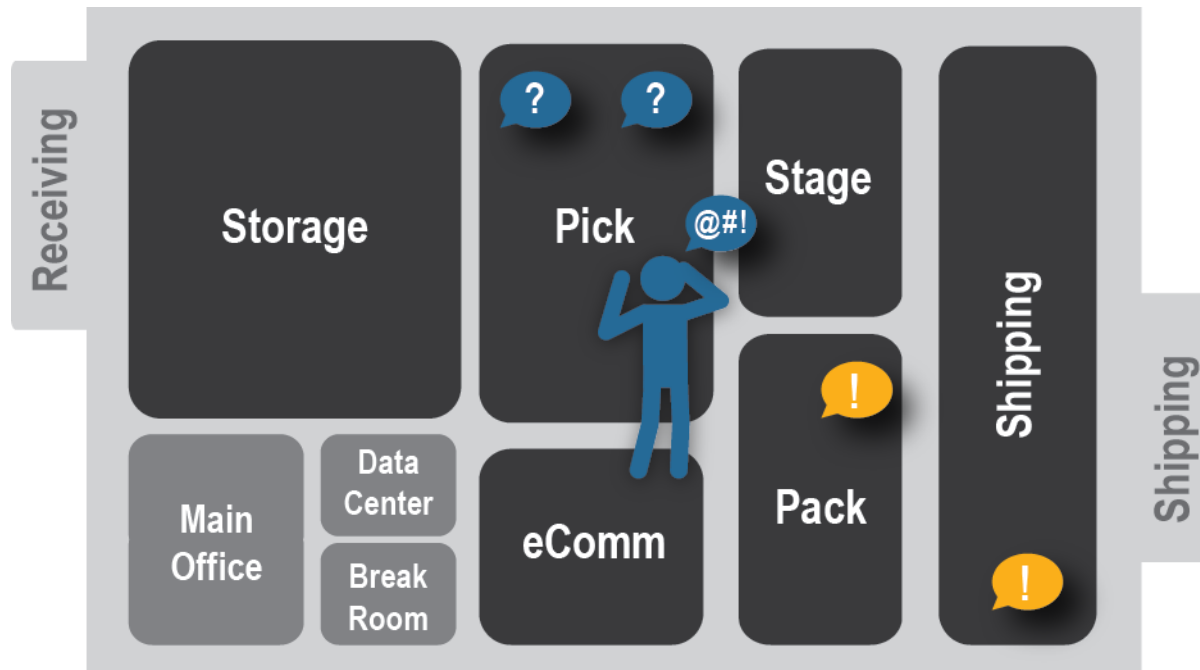 Receiving
Storage
?
?
Pick
@#!
Stage
Shipping
Shipping
!
Pack
!
Main
Office
Data
Center
Break
Room
eComm